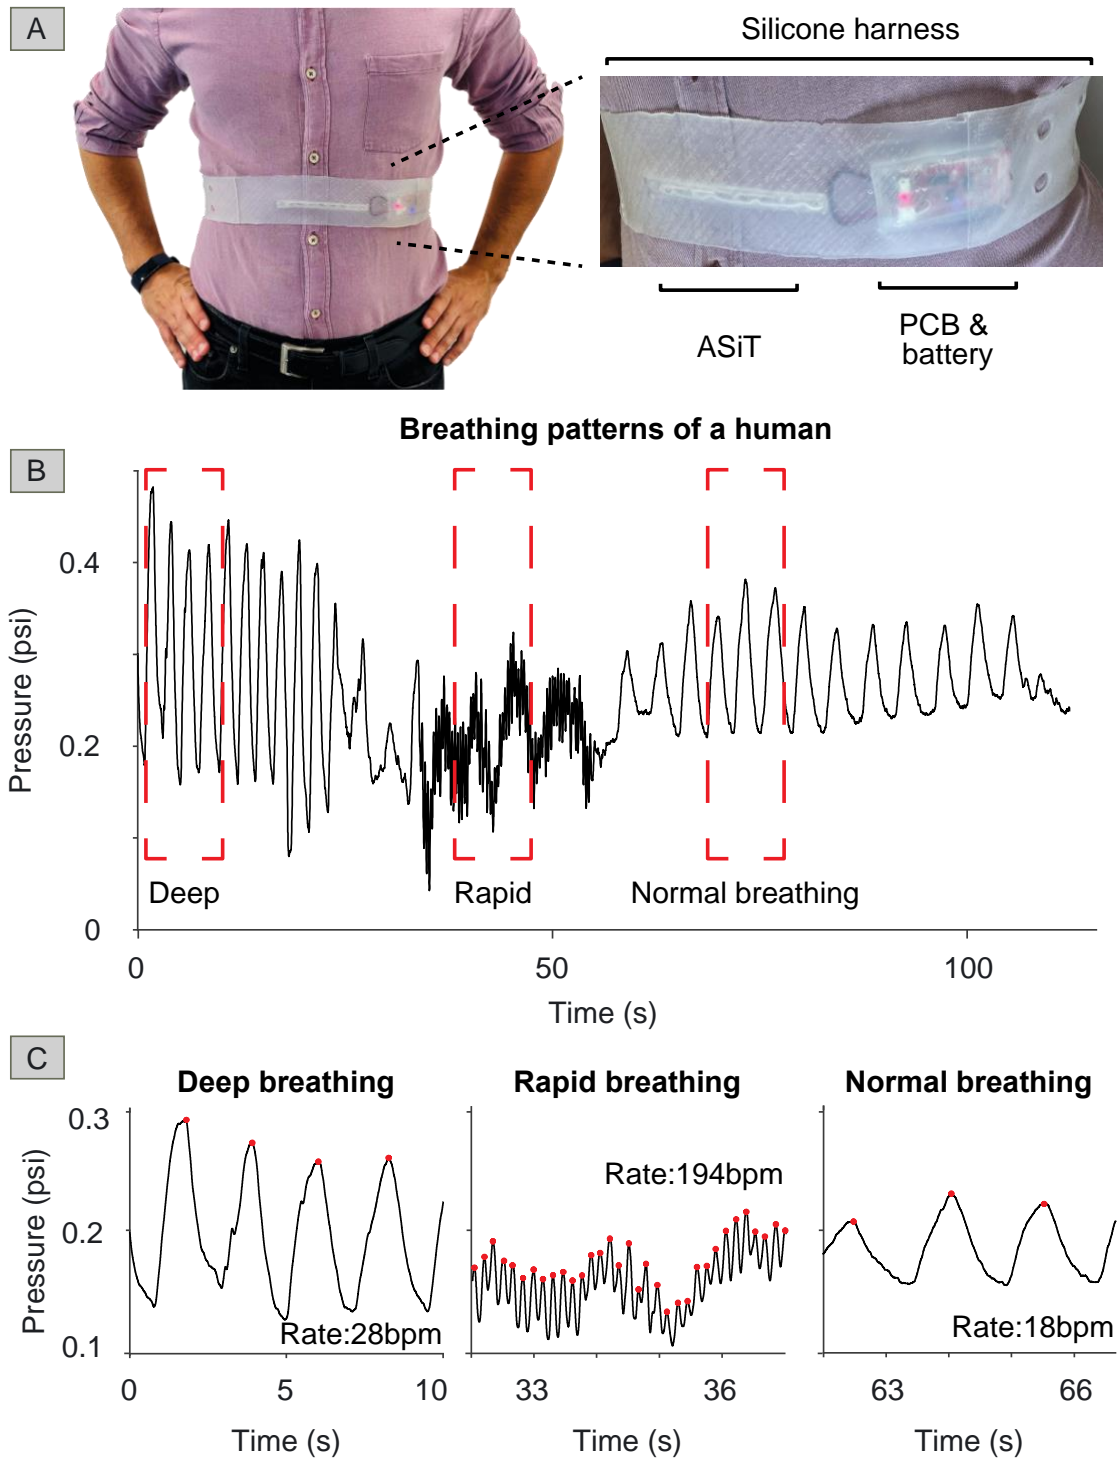 A
Silicone harness
ASiT
PCB &
battery
Breathing patterns of a human
B
Pressure (psi)
0.4
0.2
0
Deep
Rapid
Normal breathing
0
50
100
Time (s)
C
Deep breathing
Rapid breathing
Normal breathing
Pressure (psi)
0.3
0.2
0.1
Rate:28bpm
Rate:194bpm
Rate:18bpm
0
5
10
33
36
63
66
Time (s)
Time (s)
Time (s)